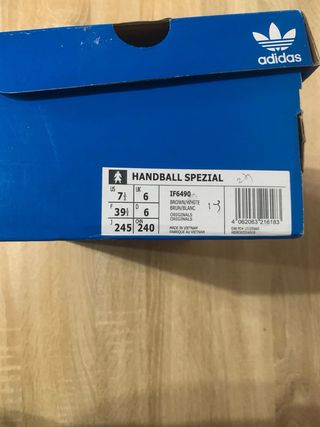 adidas
HANDBALL SPEZIAL
US 7½ UK 6
F 39⅓ D 6
J 245 CHN 240
IF6490
BROWN/WHITE
BRUN/BLANC
ORIGINALS
ORIGINALS
MADE IN VIETNAM
FABRIQUE AU VIETNAM
4 062063 216183